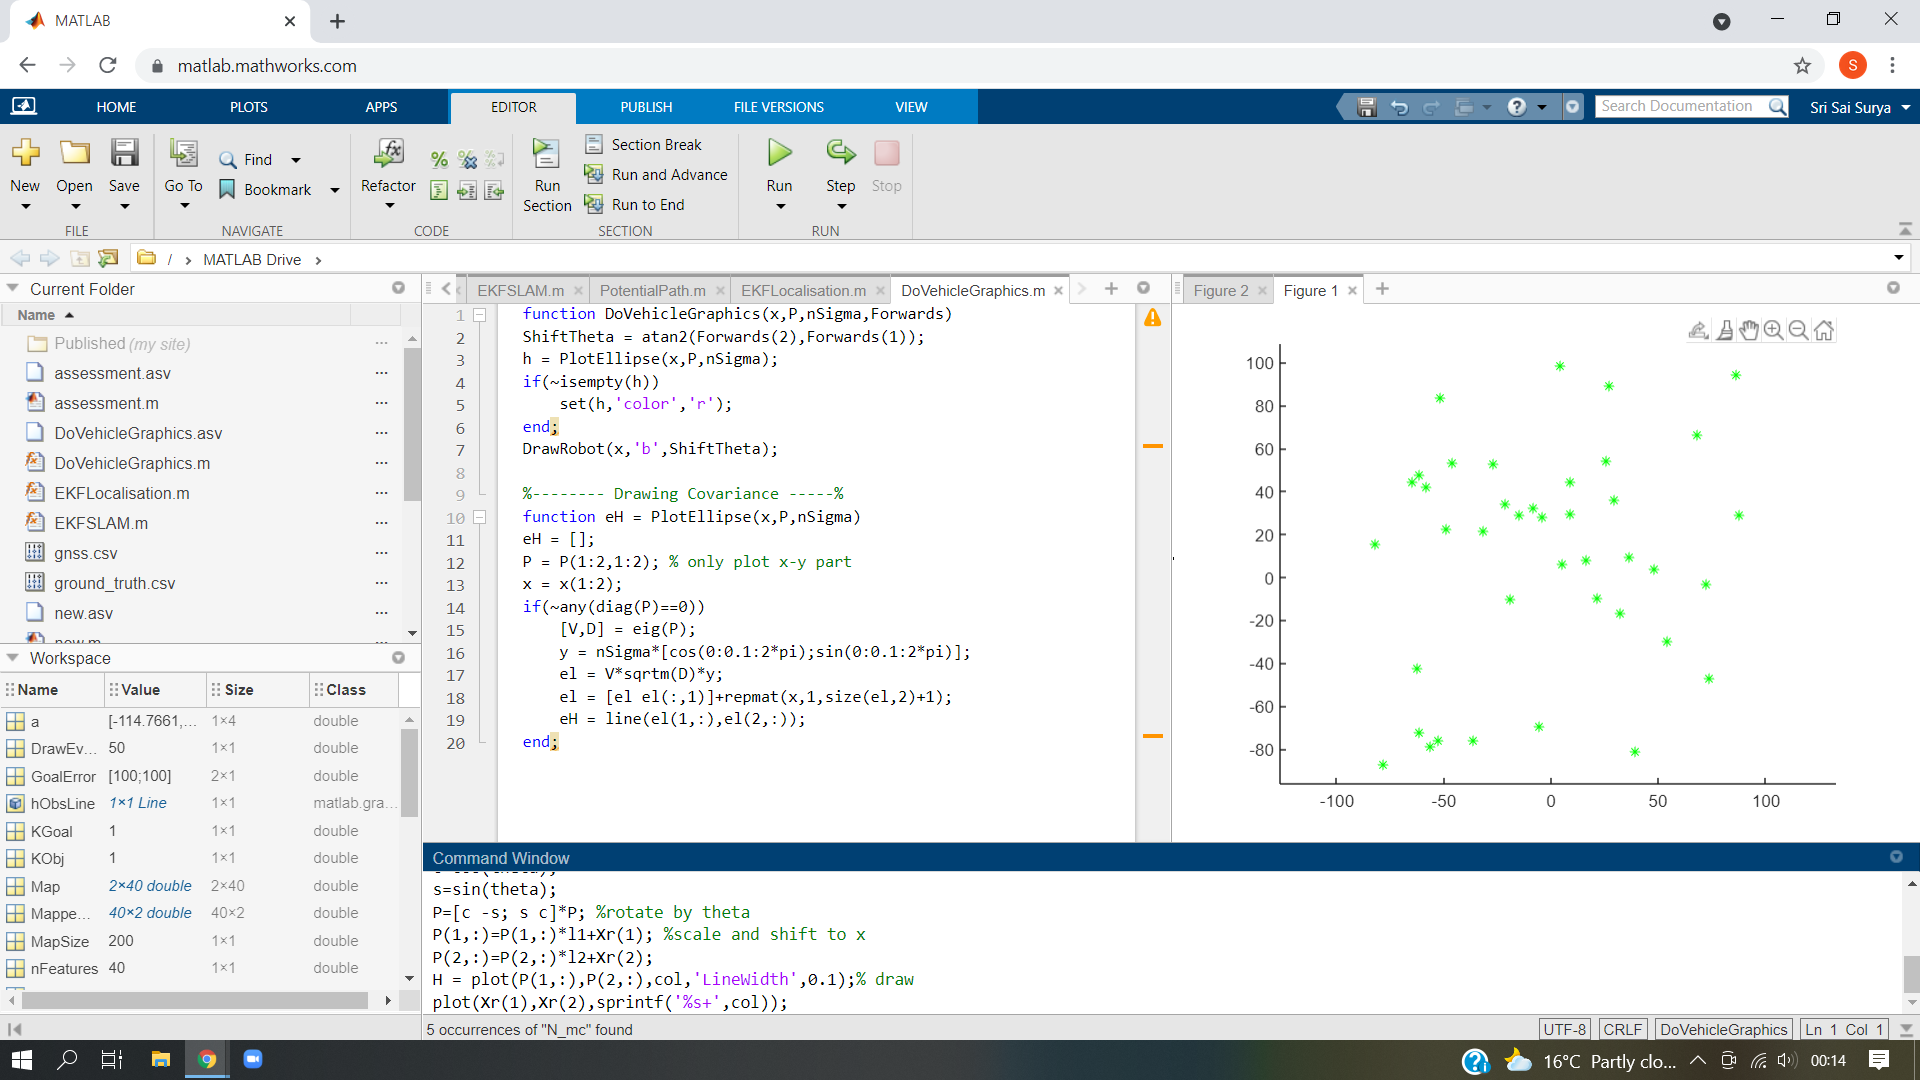 MATLAB
matlab.mathworks.com
S
HOME PLOTS APPS EDITOR PUBLISH FILE VERSIONS VIEW
Search Documentation
Sri Sai Surya
New Open Save
FILE
Go To Find Bookmark
NAVIGATE
Refactor
CODE
Run Section
Section Break
Run and Advance
Run to End
SECTION
Run Step Stop
RUN
/ › MATLAB Drive ›
Current Folder
Name
Published (my site)
assessment.asv
assessment.m
DoVehicleGraphics.asv
DoVehicleGraphics.m
EKFLocalisation.m
EKFSLAM.m
gnss.csv
ground_truth.csv
new.asv
new.m
Workspace
Name Value Size Class
a [-114.7661,... 1×4 double
DrawEv... 50 1×1 double
GoalError [100;100] 2×1 double
hObsLine 1×1 Line 1×1 matlab.gra...
KGoal 1 1×1 double
KObj 1 1×1 double
Map 2×40 double 2×40 double
Mappe... 40×2 double 40×2 double
MapSize 200 1×1 double
nFeatures 40 1×1 double
EKFSLAM.m PotentialPath.m EKFLocalisation.m DoVehicleGraphics.m
1 function DoVehicleGraphics(x,P,nSigma,Forwards)
2 ShiftTheta = atan2(Forwards(2),Forwards(1));
3 h = PlotEllipse(x,P,nSigma);
4 if(~isempty(h))
5 set(h,'color','r');
6 end;
7 DrawRobot(x,'b',ShiftTheta);
8
9 %-------- Drawing Covariance -----%
10 function eH = PlotEllipse(x,P,nSigma)
11 eH = [];
12 P = P(1:2,1:2); % only plot x-y part
13 x = x(1:2);
14 if(~any(diag(P)==0))
15 [V,D] = eig(P);
16 y = nSigma*[cos(0:0.1:2*pi);sin(0:0.1:2*pi)];
17 el = V*sqrtm(D)*y;
18 el = [el el(:,1)]+repmat(x,1,size(el,2)+1);
19 eH = line(el(1,:),el(2,:));
20 end;
Figure 2 Figure 1
100
80
60
40
20
0
-20
-40
-60
-80
-100 -50 0 50 100
Command Window
s=sin(theta);
P=[c -s; s c]*P; %rotate by theta
P(1,:)=P(1,:)*l1+Xr(1); %scale and shift to x
P(2,:)=P(2,:)*l2+Xr(2);
H = plot(P(1,:),P(2,:),col,'LineWidth',0.1);% draw
plot(Xr(1),Xr(2),sprintf('%s+',col));
5 occurrences of "N_mc" found
UTF-8 CRLF DoVehicleGraphics Ln 1 Col 1
16°C Partly clo... 00:14